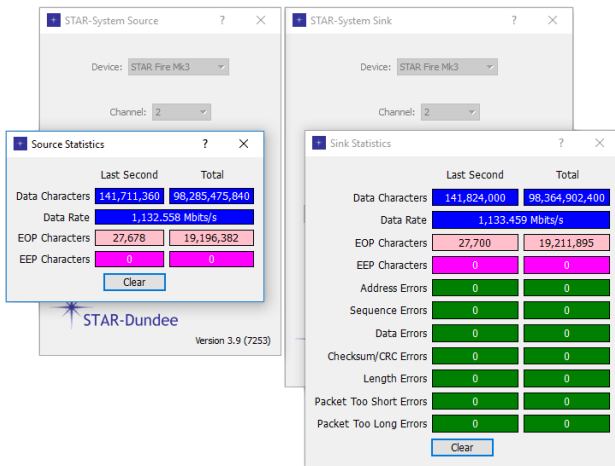 STAR-System Source ? ×
Device: STAR Fire Mk3
Channel: 2
Source Statistics ? ×
Last Second Total
Data Characters 141,711,360 98,285,475,840
Data Rate 1,132.558 Mbits/s
EOP Characters 27,678 19,196,382
EEP Characters 0 0
Clear
STAR-Dundee
Version 3.9 (7253)
STAR-System Sink ? ×
Device: STAR Fire Mk3
Channel: 2
Sink Statistics ? ×
Last Second Total
Data Characters 141,824,000 98,364,902,400
Data Rate 1,133.459 Mbits/s
EOP Characters 27,700 19,211,895
EEP Characters 0 0
Address Errors 0 0
Sequence Errors 0 0
Data Errors 0 0
Checksum/CRC Errors 0 0
Length Errors 0 0
Packet Too Short Errors 0 0
Packet Too Long Errors 0 0
Clear